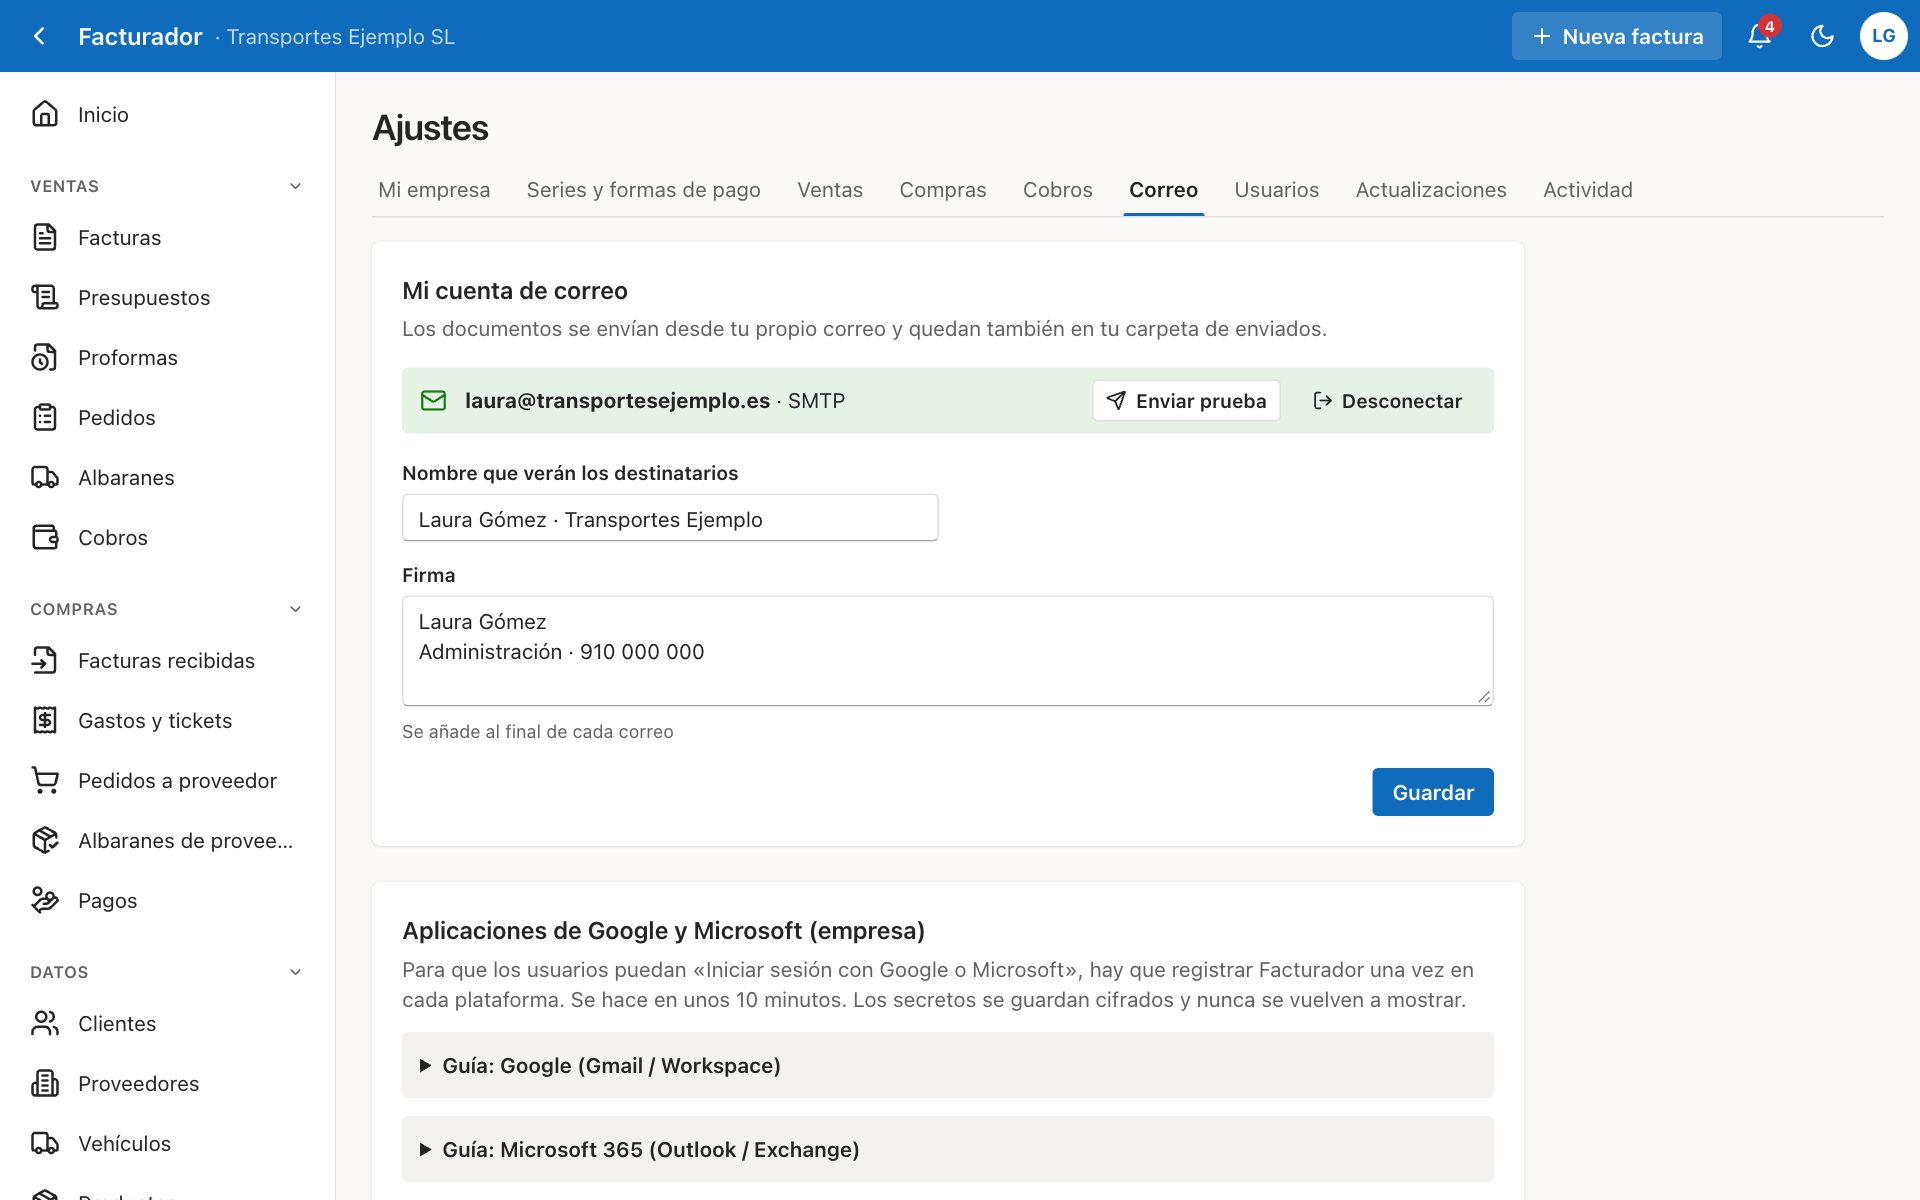 Facturador · Transportes Ejemplo SL
Nueva factura
4
LG
Inicio
VENTAS
Facturas
Presupuestos
Proformas
Pedidos
Albaranes
Cobros
COMPRAS
Facturas recibidas
Gastos y tickets
Pedidos a proveedor
Albaranes de provee...
Pagos
DATOS
Clientes
Proveedores
Vehículos
Ajustes
Mi empresa
Series y formas de pago
Ventas
Compras
Cobros
Correo
Usuarios
Actualizaciones
Actividad
Mi cuenta de correo
Los documentos se envían desde tu propio correo y quedan también en tu carpeta de enviados.
laura@transportesejemplo.es · SMTP
Enviar prueba
Desconectar
Nombre que verán los destinatarios
Laura Gómez · Transportes Ejemplo
Firma
Laura Gómez
Administración · 910 000 000
Se añade al final de cada correo
Guardar
Aplicaciones de Google y Microsoft (empresa)
Para que los usuarios puedan «Iniciar sesión con Google o Microsoft», hay que registrar Facturador una vez en
cada plataforma. Se hace en unos 10 minutos. Los secretos se guardan cifrados y nunca se vuelven a mostrar.
Guía: Google (Gmail / Workspace)
Guía: Microsoft 365 (Outlook / Exchange)